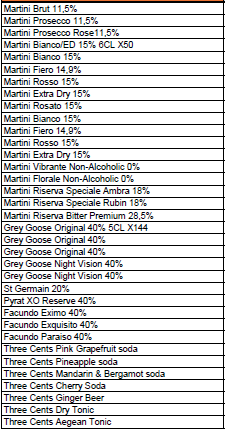 Martini Brut 11,5%
Martini Prosecco 11,5%
Martini Prosecco Rose11,5%
Martini Bianco/ED 15% 6CL X50
Martini Bianco 15%
Martini Fiero 14,9%
Martini Rosso 15%
Martini Extra Dry 15%
Martini Rosato 15%
Martini Bianco 15%
Martini Fiero 14,9%
Martini Rosso 15%
Martini Extra Dry 15%
Martini Vibrante Non-Alcoholic 0%
Martini Florale Non-Alcoholic 0%
Martini Riserva Speciale Ambra 18%
Martini Riserva Speciale Rubin 18%
Martini Riserva Bitter Premium 28,5%
Grey Goose Original 40% 5CL X144
Grey Goose Original 40%
Grey Goose Original 40%
Grey Goose Night Vision 40%
Grey Goose Night Vision 40%
St Germain 20%
Pyrat XO Reserve 40%
Facundo Eximo 40%
Facundo Exquisito 40%
Facundo Paraiso 40%
Three Cents Pink Grapefruit soda
Three Cents Pineapple soda
Three Cents Mandarin & Bergamot soda
Three Cents Cherry Soda
Three Cents Ginger Beer
Three Cents Dry Tonic
Three Cents Aegean Tonic